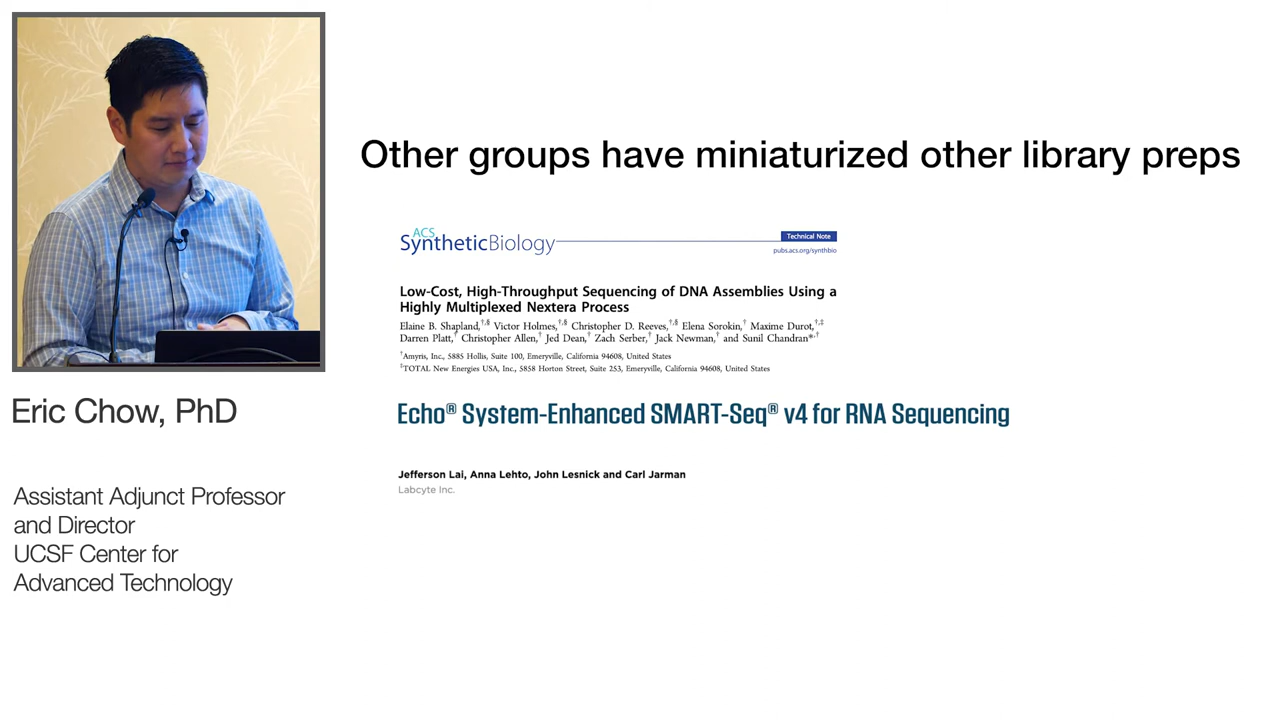 Other groups have miniaturized other library preps
ACS
SyntheticBiology
Technical Note
pubs.acs.org/synthbio
Low-Cost, High-Throughput Sequencing of DNA Assemblies Using a
Highly Multiplexed Nextera Process
Elaine B. Shapland,†,§ Victor Holmes,†,§ Christopher D. Reeves,†,§ Elena Sorokin,† Maxime Durot,†,‡
Darren Platt,† Christopher Allen,† Jed Dean,† Zach Serber,† Jack Newman,† and Sunil Chandran*,†
†Amyris, Inc., 5885 Hollis, Suite 100, Emeryville, California 94608, United States
‡TOTAL New Energies USA, Inc., 5858 Horton Street, Suite 253, Emeryville, California 94608, United States
Echo® System-Enhanced SMART-Seq® v4 for RNA Sequencing
Jefferson Lai, Anna Lehto, John Lesnick and Carl Jarman
Labcyte Inc.
Eric Chow, PhD
Assistant Adjunct Professor
and Director
UCSF Center for
Advanced Technology